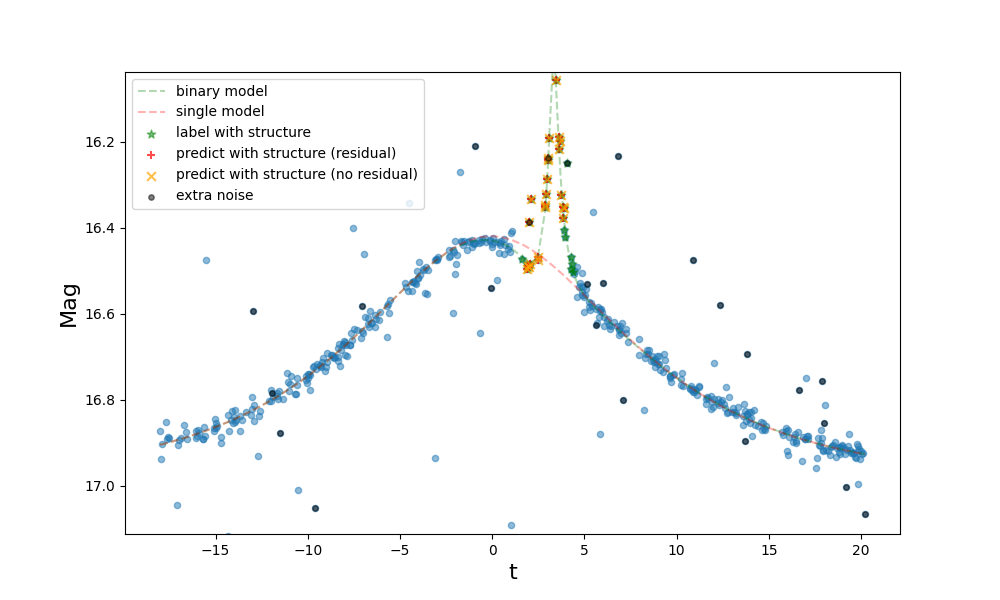 binary model
single model
label with structure
predict with structure (residual)
predict with structure (no residual)
extra noise
Mag
16.2
16.4
16.6
16.8
17.0
−15
−10
−5
0
5
10
15
20
t